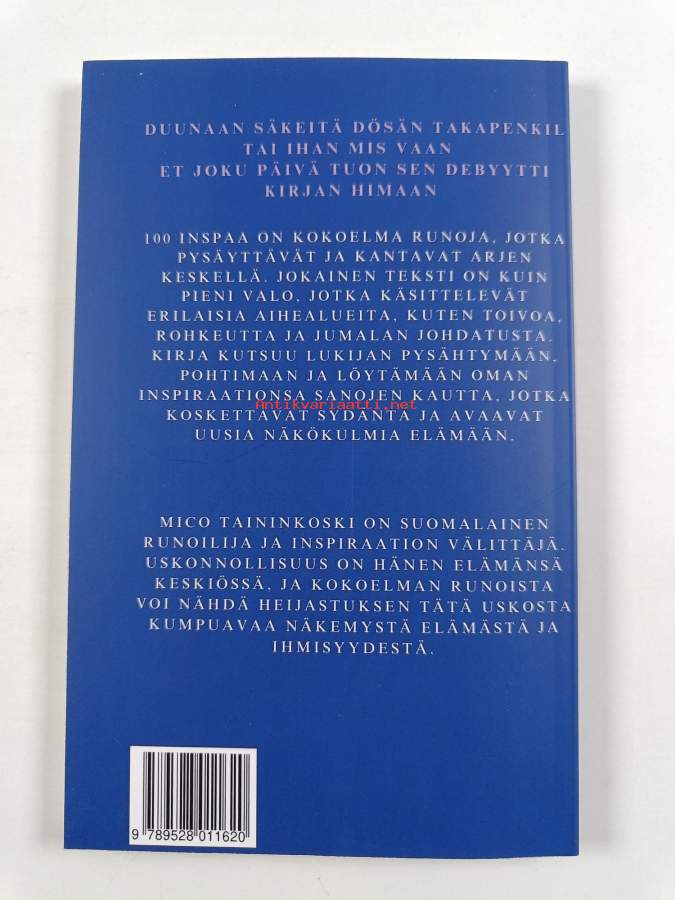 DUUNAAN SÄKEITÄ DÖSÄN TAKAPENKIL
TAI IHAN MIS VAAN
ET JOKU PÄIVÄ TUON SEN DEBYYTTI
KIRJAN HIMAAN
100 INSPAA ON KOKOELMA RUNOJA, JOTKA
PYSÄYTTÄVÄT JA KANTAVAT ARJEN
KESKELLÄ. JOKAINEN TEKSTI ON KUIN
PIENI VALO, JOTKA KÄSITTELEVÄT
ERILAISIA AIHEALUEITA, KUTEN TOIVOA,
ROHKEUTTA JA JUMALAN JOHDATUSTA.
KIRJA KUTSUU LUKIJAN PYSÄHTYMÄÄN,
POHTIMAAN JA LÖYTÄMÄÄN OMAN
INSPIRAATIONSA SANOJEN KAUTTA, JOTKA
Antikvariaatti.net
KOSKETTAVAT SYDÄNTÄ JA AVAAVAT
UUSIA NÄKÖKULMIA ELÄMÄÄN.
MICO TAININKOSKI ON SUOMALAINEN
RUNOILIJA JA INSPIRAATION VÄLITTÄJÄ.
USKONNOLLISUUS ON HÄNEN ELÄMÄNSÄ
KESKIÖSSÄ, JA KOKOELMAN RUNOISTA
VOI NÄHDÄ HEIJASTUKSEN TÄTÄ USKOSTA
KUMPUAVAA NÄKEMYSTÄ ELÄMÄSTÄ JA
IHMISYYDESTÄ.
9 789528 011620